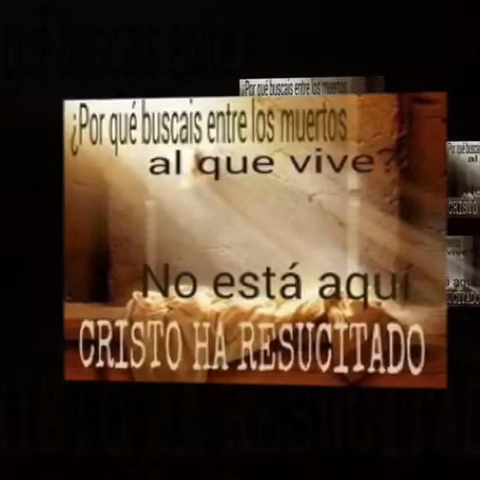 ¿Por qué buscais entre los muertos
al que vive?
No está aquí
CRISTO HA RESUCITADO